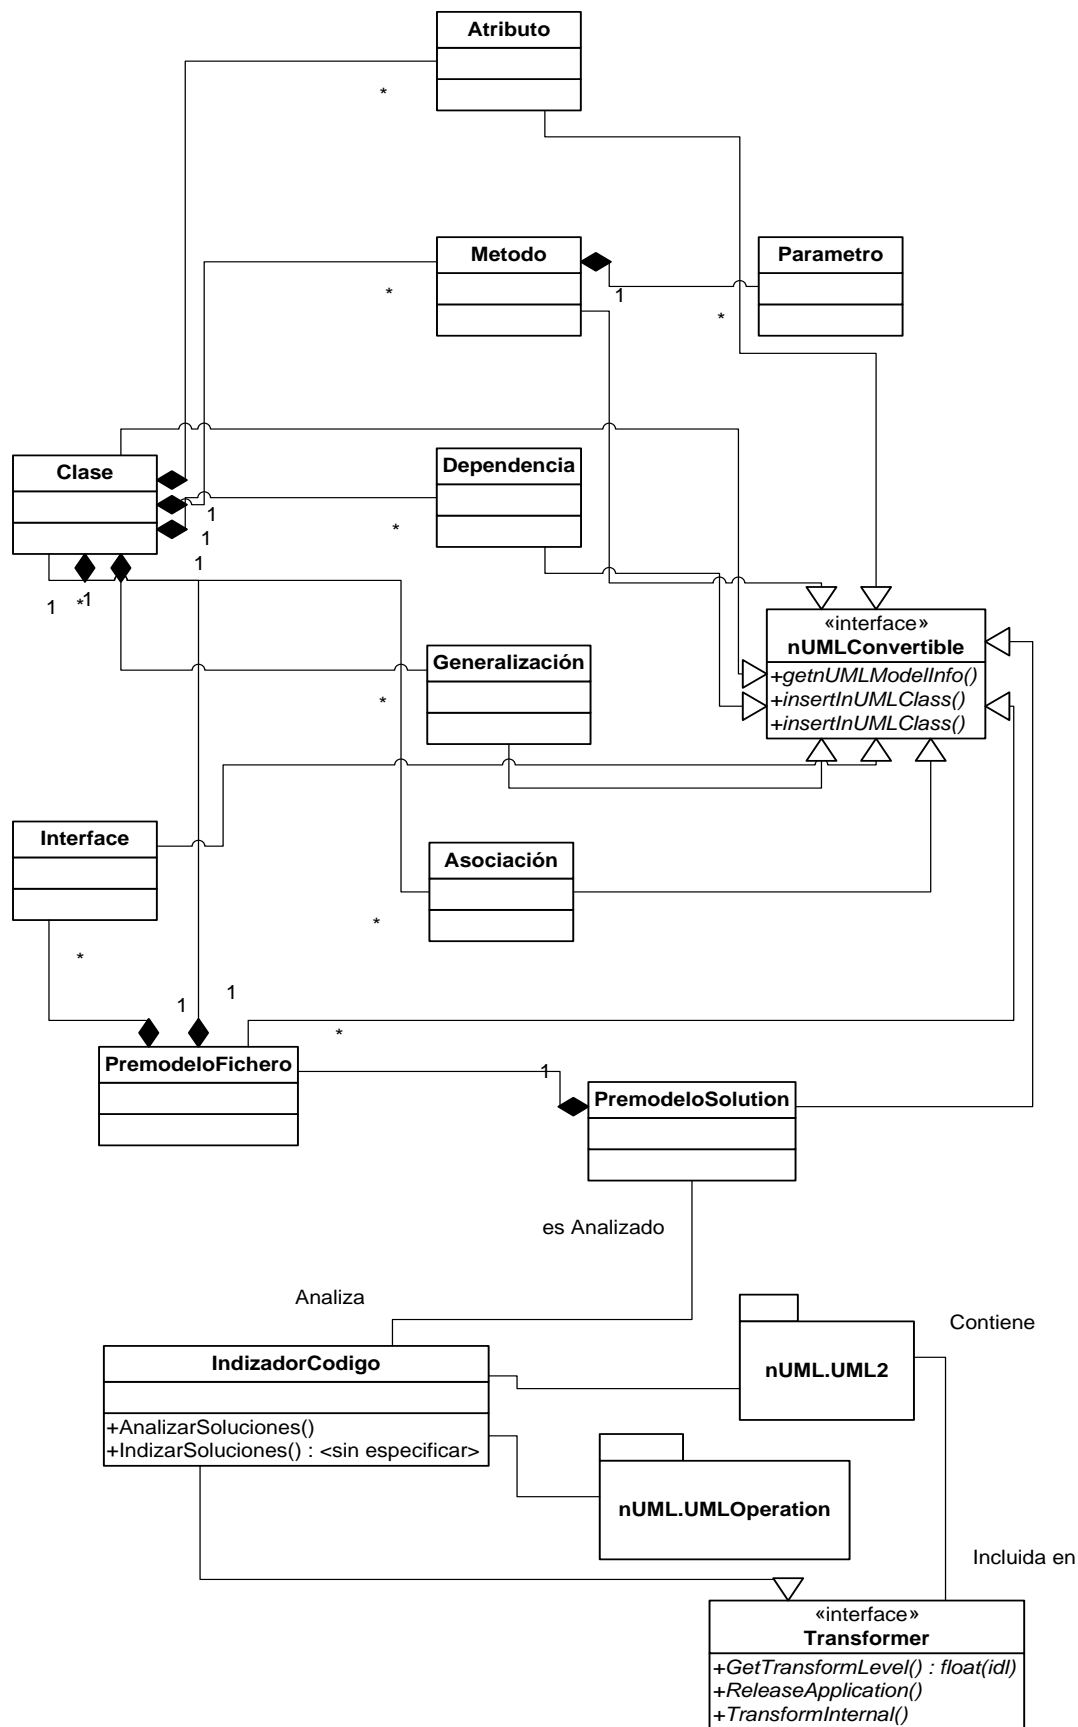 Atributo
*
Metodo
Parametro
*
1
*
Clase
Dependencia
1
*
1
1
1
*
1
«interface»
nUMLConvertible
+getnUMLModelInfo()
+insertInUMLClass()
+insertInUMLClass()
Generalización
*
Interface
Asociación
*
*
1
1
*
PremodeloFichero
1
PremodeloSolution
es Analizado
Analiza
Contiene
IndizadorCodigo
+AnalizarSoluciones()
+IndizarSoluciones() : <sin especificar>
nUML.UML2
nUML.UMLOperation
Incluida en
«interface»
Transformer
+GetTransformLevel() : float(idl)
+ReleaseApplication()
+TransformInternal()